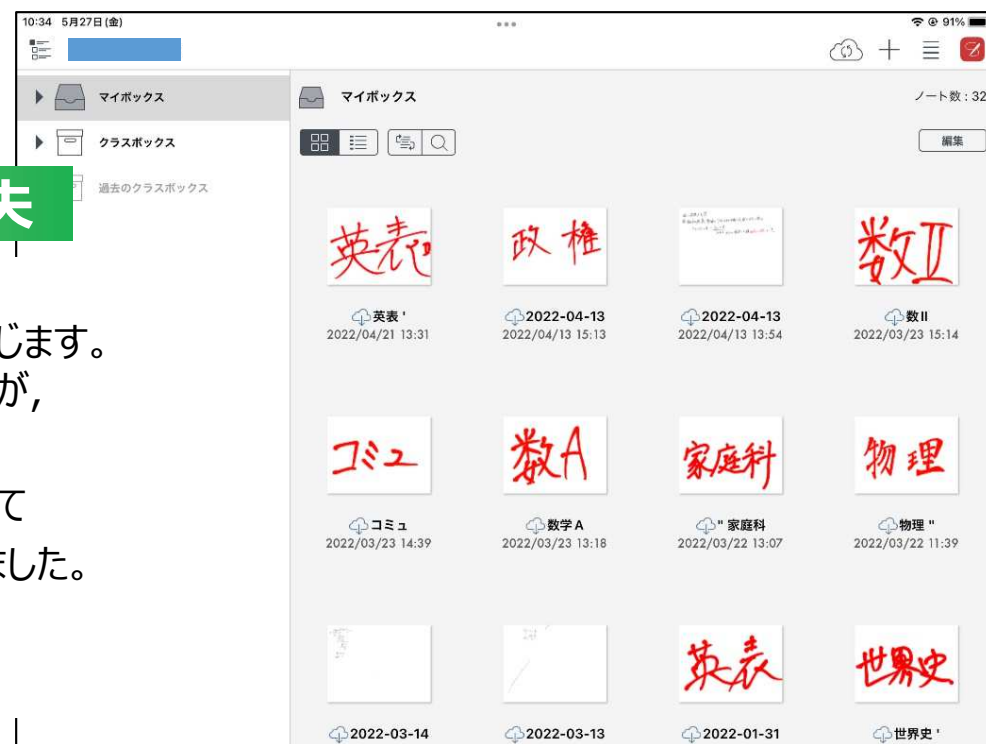 10:34 5月27日(金)
91%
マイボックス
クラスボックス
過去のクラスボックス
夫
じます。
が，
て
ました。
マイボックス
ノート数：32
編集
英表
政権
数II
英表 '
2022-04-13
2022-04-13
数II
2022/04/21 13:31
2022/04/13 15:13
2022/04/13 13:54
2022/03/23 15:14
コミュ
数A
家庭科
物理
コミュ
数学A
" 家庭科
物理 "
2022/03/23 14:39
2022/03/23 13:18
2022/03/22 13:07
2022/03/22 11:39
英表
世界史
2022-03-14
2022-03-13
2022-01-31
世界史 '